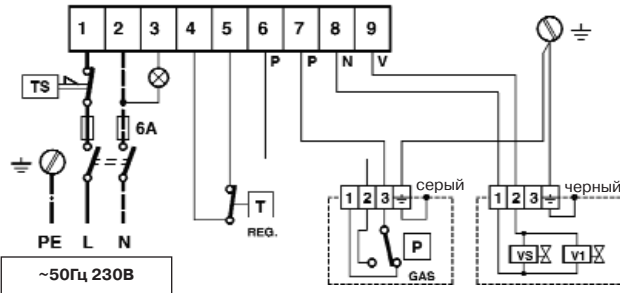 1 2 3 4 5 6 7 8 9
P P N V
TS
6A
серый
черный
1 2 3
1 2 3
T
REG.
P
GAS
VS V1
PE L N
~50Гц 230В